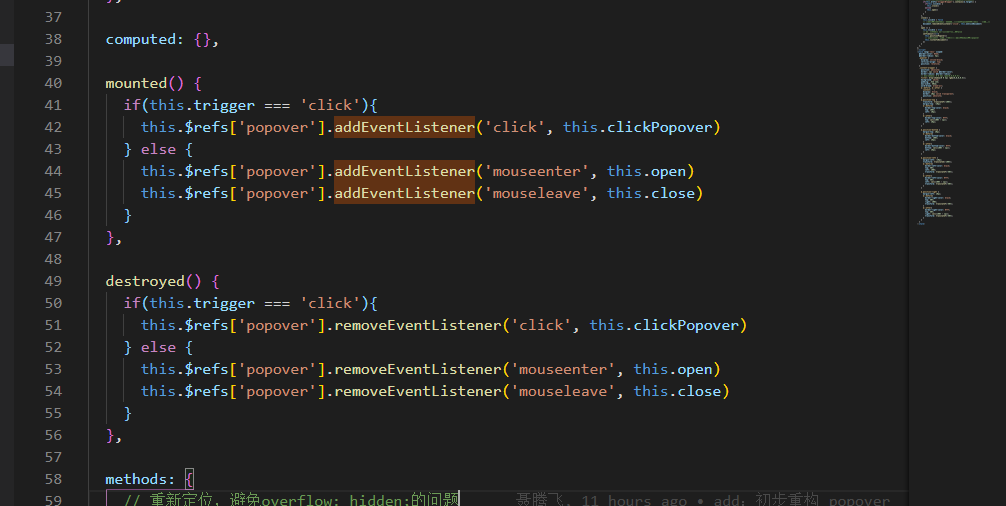 37 },
38 computed: {},
39
40 mounted() {
41 if(this.trigger === 'click'){
42 this.$refs['popover'].addEventListener('click', this.clickPopover)
43 } else {
44 this.$refs['popover'].addEventListener('mouseenter', this.open)
45 this.$refs['popover'].addEventListener('mouseleave', this.close)
46 }
47 },
48
49 destroyed() {
50 if(this.trigger === 'click'){
51 this.$refs['popover'].removeEventListener('click', this.clickPopover)
52 } else {
53 this.$refs['popover'].removeEventListener('mouseenter', this.open)
54 this.$refs['popover'].removeEventListener('mouseleave', this.close)
55 }
56 },
57
58 methods: {
59 // 重新定位，避免overflow: hidden;的问题 聂腾飞, 11 hours ago • add：初步重构 popover